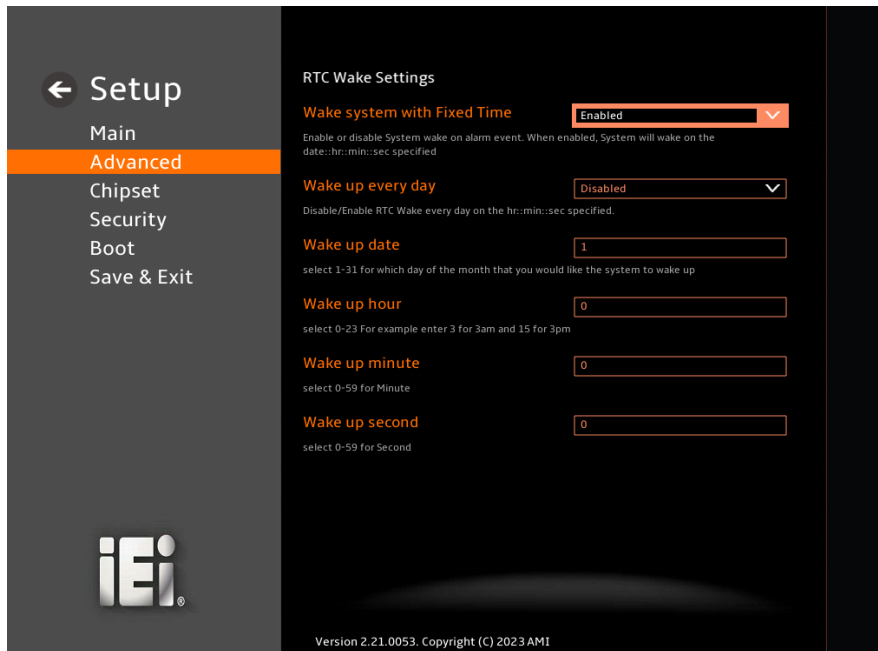 Setup
Main
Advanced
Chipset
Security
Boot
Save & Exit
iEi®
RTC Wake Settings
Wake system with Fixed Time
Enabled
Enable or disable System wake on alarm event. When enabled, System will wake on the
date::hr::min::sec specified
Wake up every day
Disabled
Disable/Enable RTC Wake every day on the hr::min::sec specified.
Wake up date
1
select 1-31 for which day of the month that you would like the system to wake up
Wake up hour
0
select 0-23 For example enter 3 for 3am and 15 for 3pm
Wake up minute
0
select 0-59 for Minute
Wake up second
0
select 0-59 for Second
Version 2.21.0053. Copyright (C) 2023 AMI